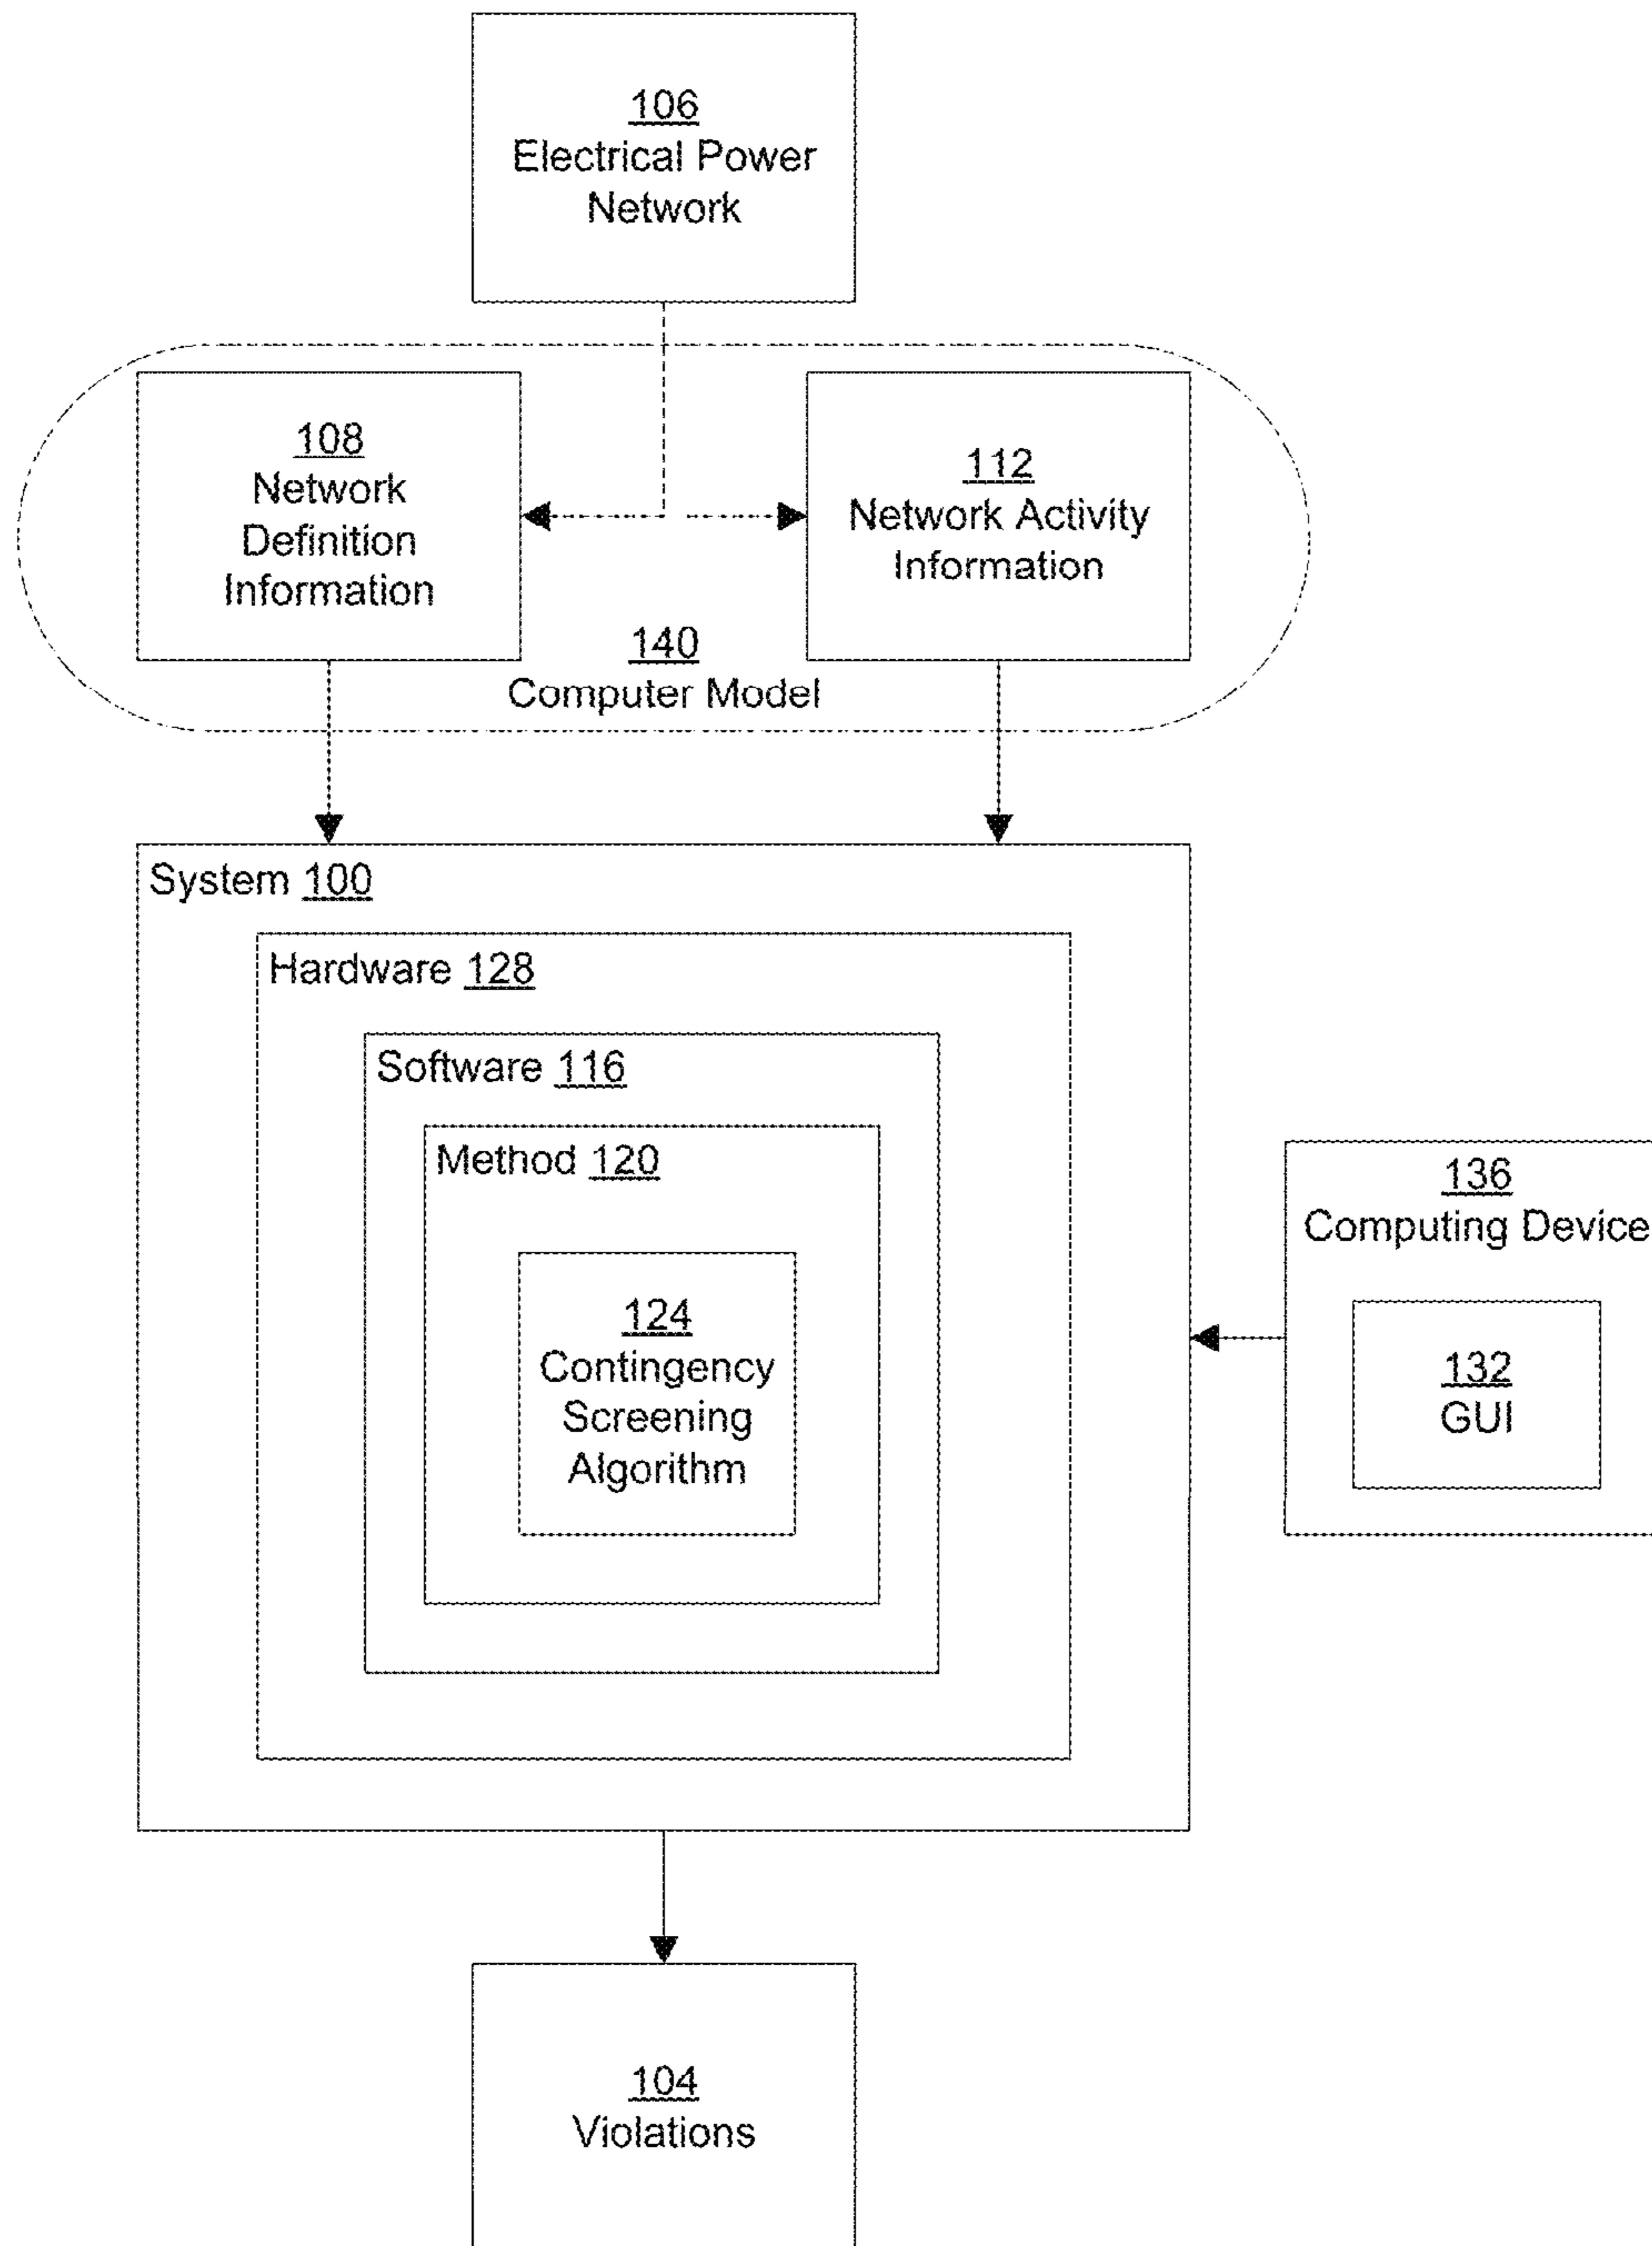 106
Electrical Power
Network
108
Network
Definition
Information
112
Network Activity
Information
140
Computer Model
System 100
Hardware 128
Software 116
Method 120
124
Contingency
Screening
Algorithm
136
Computing Device
132
GUI
104
Violations